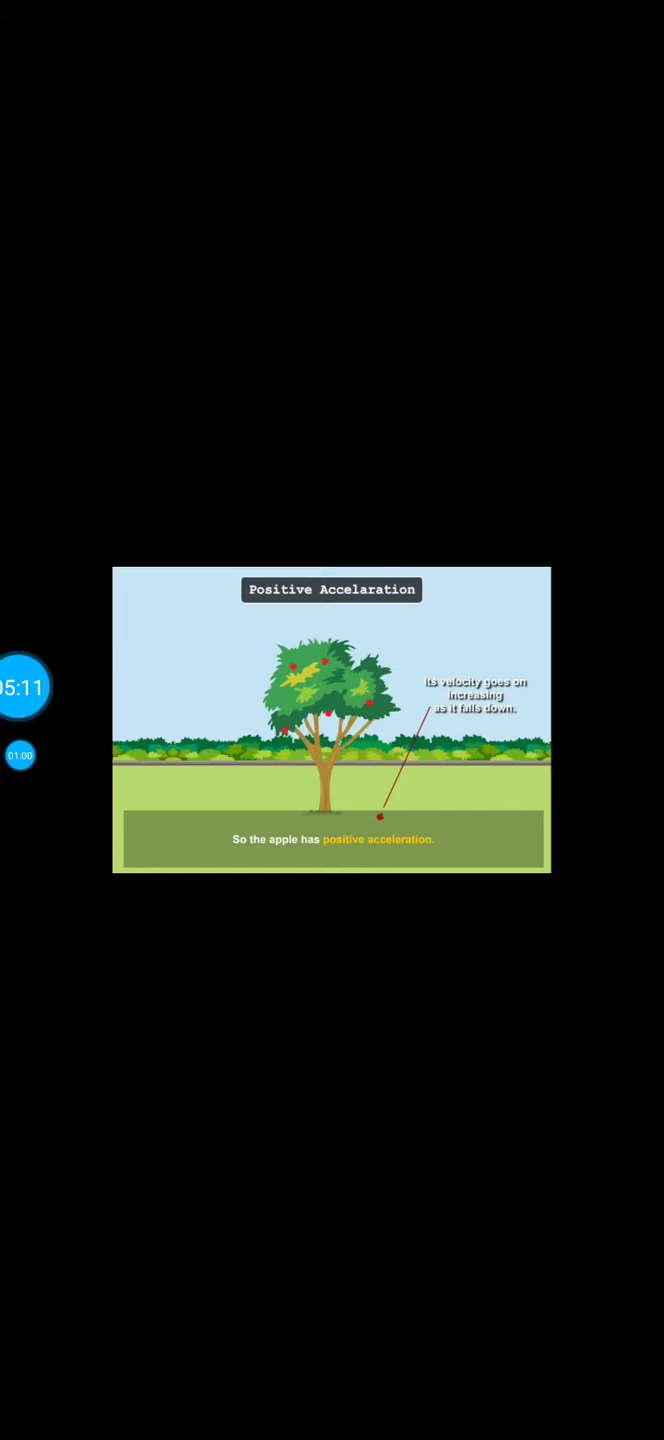 Positive Accelaration
Its velocity goes on
increasing
as it falls down.
05:11
01:00
So the apple has positive acceleration.